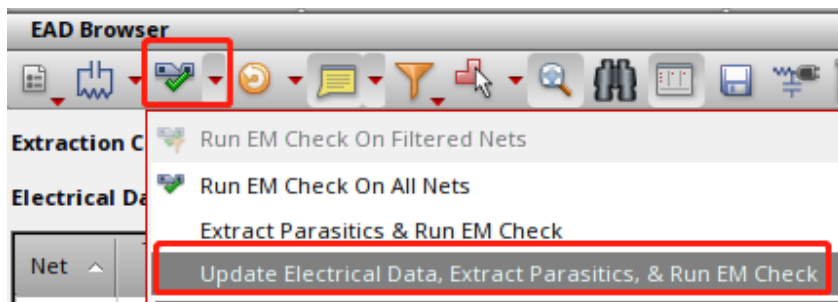 EAD Browser
Extraction C
Run EM Check On Filtered Nets
Electrical Da
Run EM Check On All Nets
Extract Parasitics & Run EM Check
Net
Update Electrical Data, Extract Parasitics, & Run EM Check